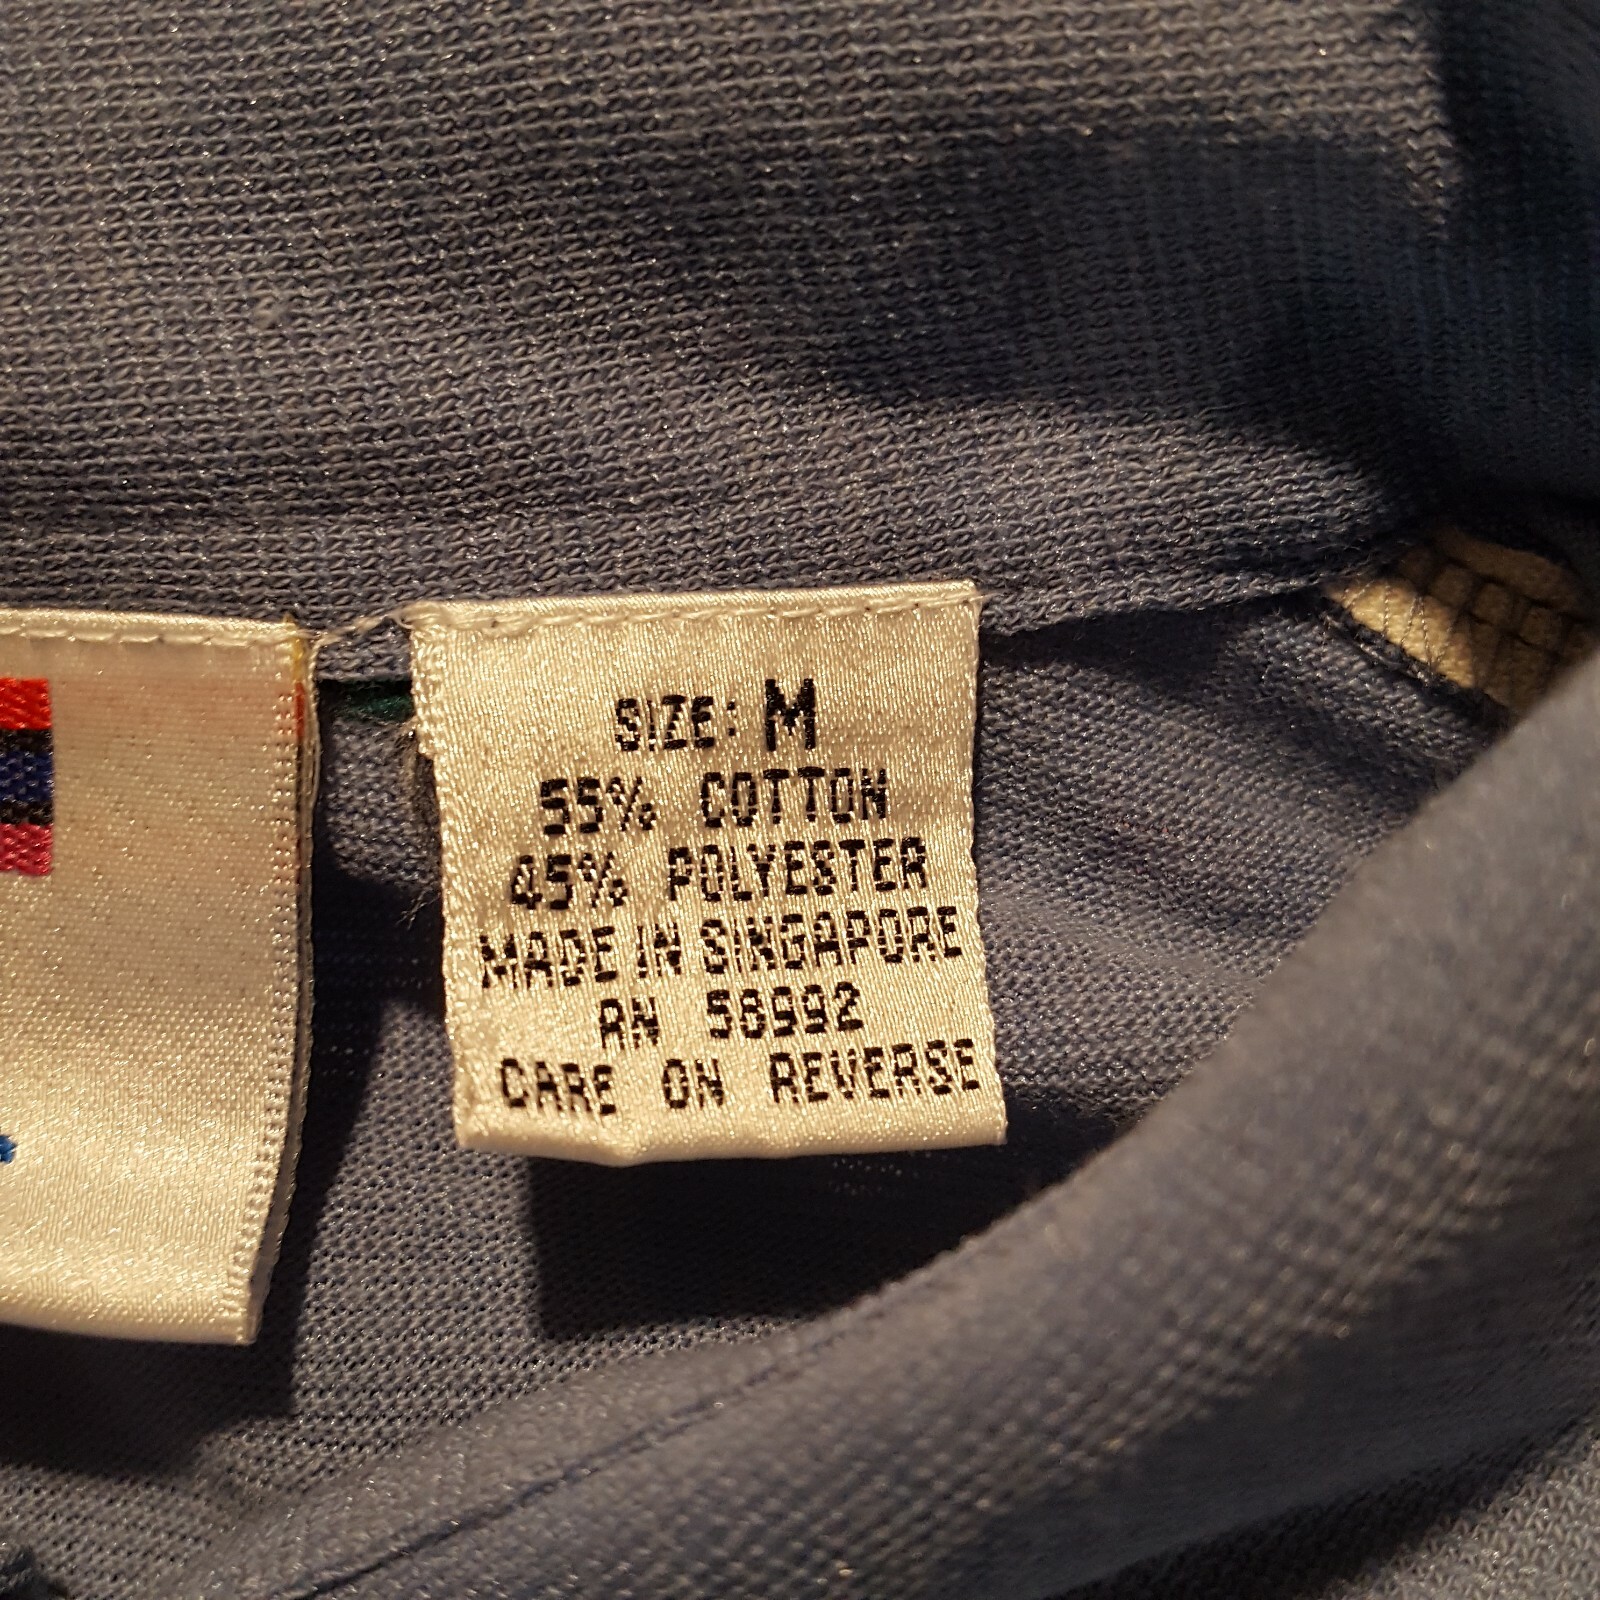 SIZE: M
55% COTTON
45% POLYESTER
MADE IN SINGAPORE
RN 58992
CARE ON REVERSE